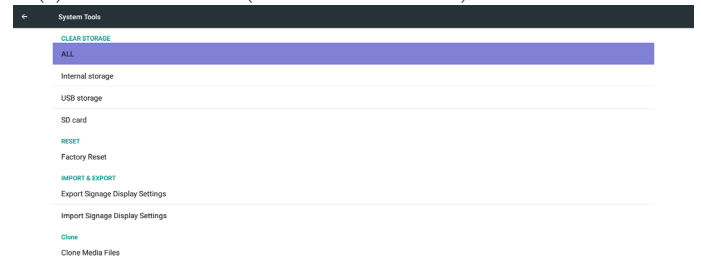 ← System Tools
CLEAR STORAGE
ALL
Internal storage
USB storage
SD card
RESET
Factory Reset
IMPORT & EXPORT
Export Signage Display Settings
Import Signage Display Settings
Clone
Clone Media Files